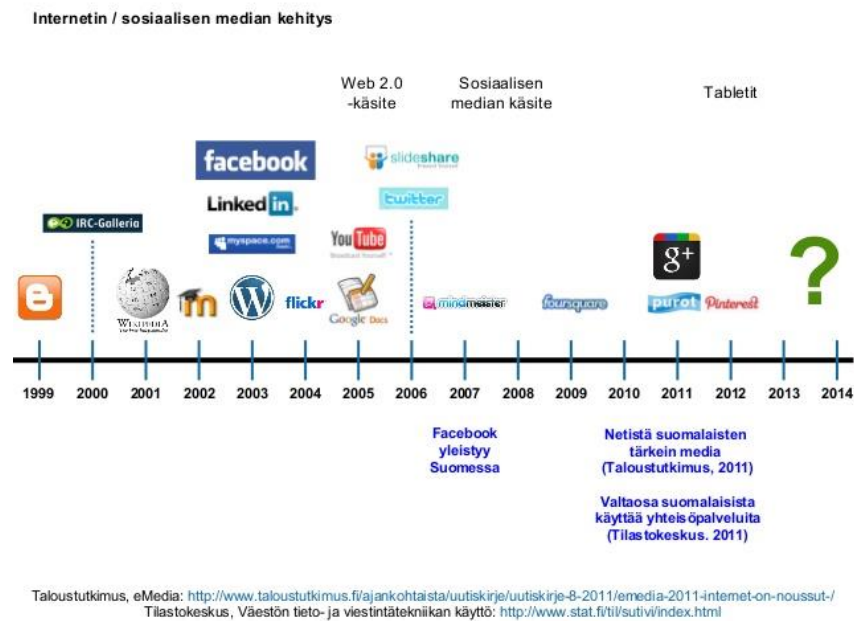 Internetin / sosiaalisen median kehitys
Web 2.0
-käsite
Sosiaalisen
median käsite
Tabletit
facebook
slideshare
LinkedIn.
twitter
IRC-Galleria
myspace.com
YouTube
Broadcast Yourself
g+
WIKIPEDIA
m
W
flickr
Google Docs
mindmeister
foursquare
purot
Pinterest
?
1999 2000 2001 2002 2003 2004 2005 2006 2007 2008 2009 2010 2011 2012 2013 2014
Facebook
yleistyy
Suomessa
Netistä suomalaisten
tärkein media
(Taloustutkimus, 2011)
Valtaosa suomalaisista
käyttää yhteisöpalveluita
(Tilastokeskus. 2011)
Taloustutkimus, eMedia: http://www.taloustutkimus.fi/ajankohtaista/uutiskirje/uutiskirje-8-2011/emedia-2011-internet-on-noussut-/
Tilastokeskus, Väestön tieto- ja viestintätekniikan käyttö: http://www.stat.fi/til/sutivi/index.html